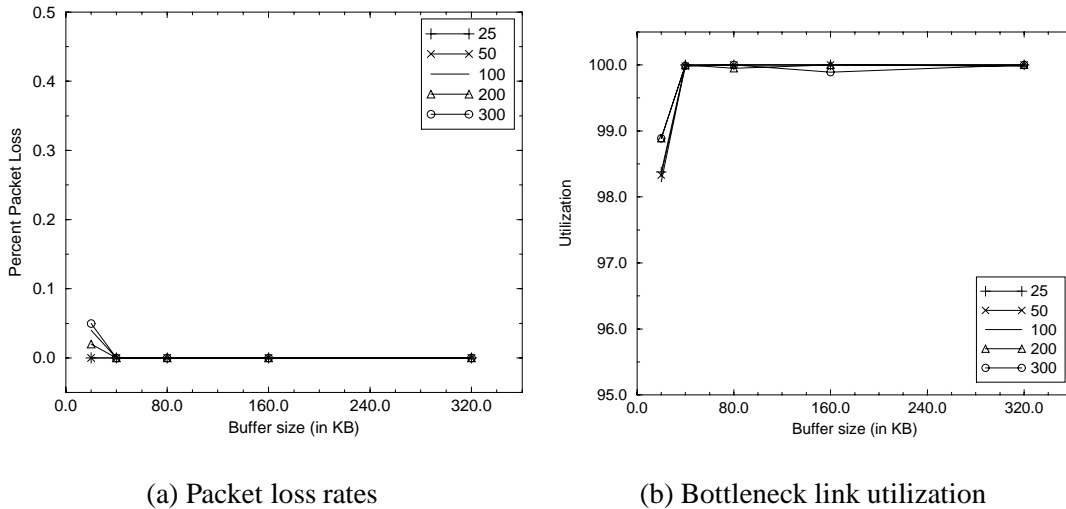 0.5
0.4
0.3
0.2
0.1
0.0
Percent Packet Loss
0.0 80.0 160.0 240.0 320.0
Buffer size (in KB)
25
50
100
200
300
(a) Packet loss rates
100.0
99.0
98.0
97.0
96.0
95.0
Utilization
0.0 80.0 160.0 240.0 320.0
Buffer size (in KB)
25
50
100
200
300
(b) Bottleneck link utilization